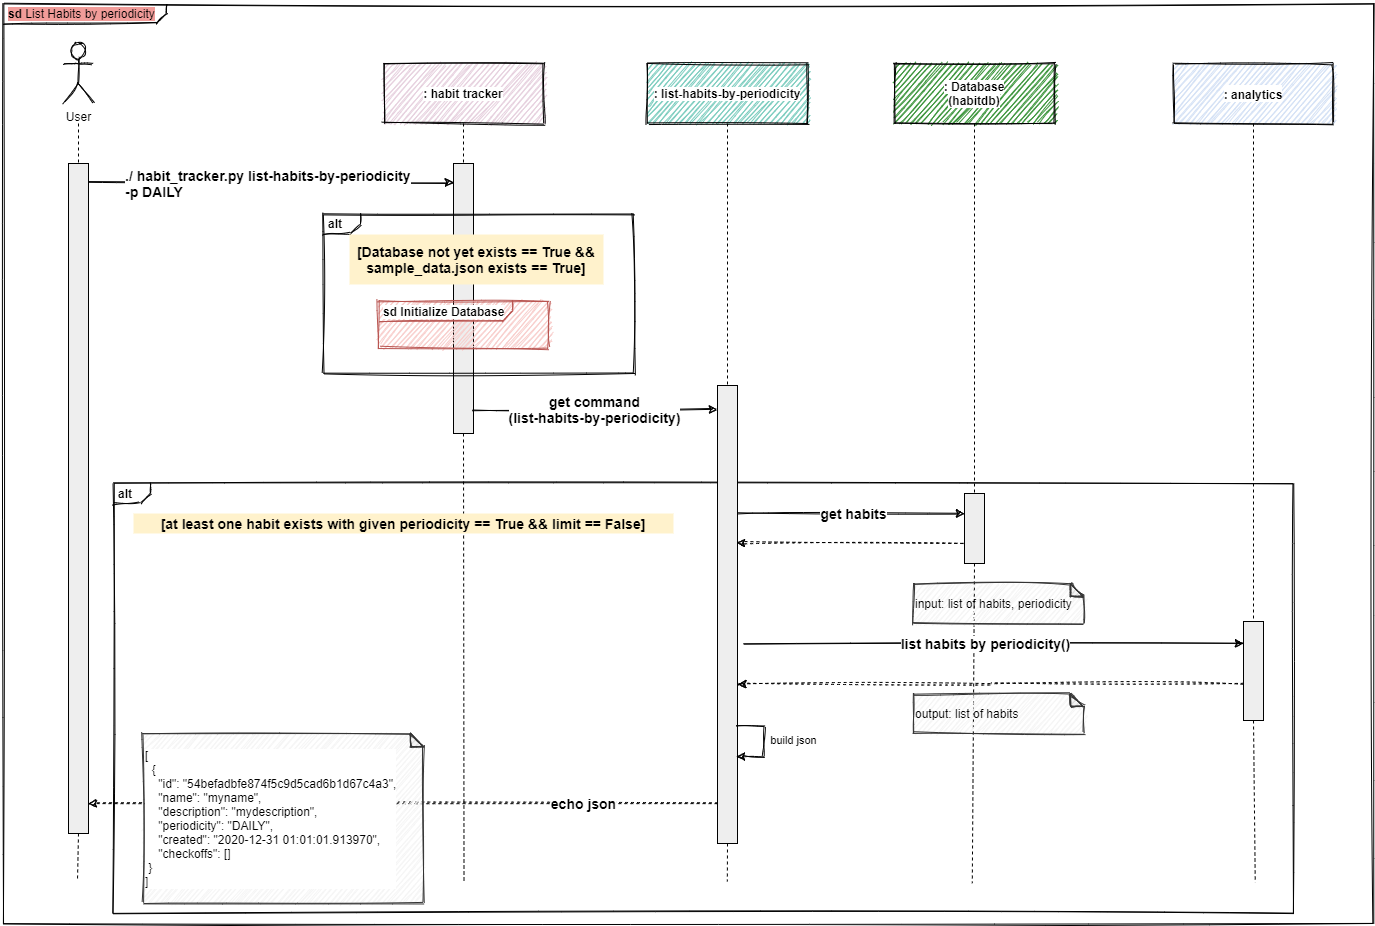 sd List Habits by periodicity
User
: habit tracker
: list-habits-by-periodicity
: Database
(habitdb)
: analytics
./ habit_tracker.py list-habits-by-periodicity
-p DAILY
alt
[Database not yet exists == True &&
sample_data.json exists == True]
sd Initialize Database
get command
(list-habits-by-periodicity)
alt
[at least one habit exists with given periodicity == True && limit == False]
get habits
input: list of habits, periodicity
list habits by periodicity()
output: list of habits
build json
echo json
[
{
"id": "54befadbfe874f5c9d5cad6b1d67c4a3",
"name": "myname",
"description": "mydescription",
"periodicity": "DAILY",
"created": "2020-12-31 01:01:01.913970",
"checkoffs": []
}
]